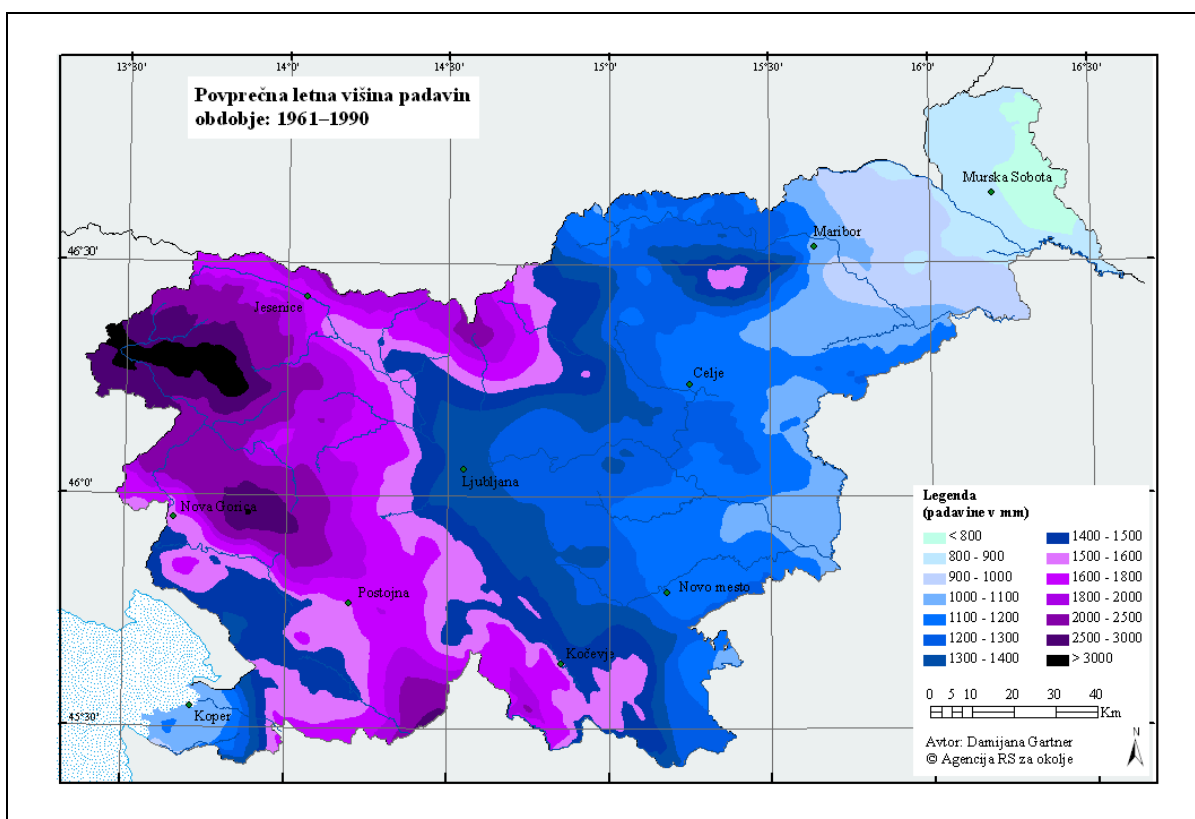 13°30'
14°0'
14°30'
15°0'
15°30'
16°0'
16°30'
Povprečna letna višina padavin
obdobje: 1961–1990
Murska Sobota
Maribor
46°30'
Jesenice
Celje
Ljubljana
46°0'
Nova Gorica
Novo mesto
Postojna
Kočevje
Koper
45°30'
Legenda
(padavine v mm)
< 800
800 - 900
900 - 1000
1000 - 1100
1100 - 1200
1200 - 1300
1300 - 1400
1400 - 1500
1500 - 1600
1600 - 1800
1800 - 2000
2000 - 2500
2500 - 3000
> 3000
0 5 10 20 30 40
Km
N
Avtor: Damijana Gartner
© Agencija RS za okolje